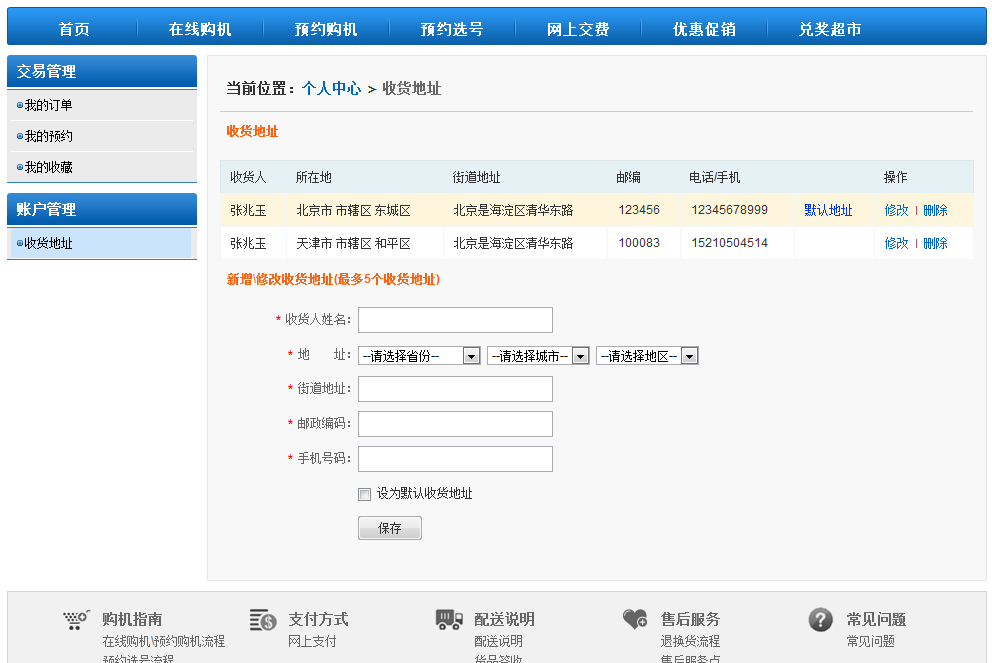 首页 在线购机 预约购机 预约选号 网上交费 优惠促销 兑奖超市
交易管理
我的订单
我的预约
我的收藏
账户管理
收货地址
当前位置：个人中心 > 收货地址
收货地址
收货人 所在地 街道地址 邮编 电话/手机 操作
张兆玉 北京市 市辖区 东城区 北京是海淀区清华东路 123456 12345678999 默认地址 修改 | 删除
张兆玉 天津市 市辖区 和平区 北京是海淀区清华东路 100083 15210504514 修改 | 删除
新增\修改收货地址(最多5个收货地址)
* 收货人姓名：
* 地 址： --请选择省份-- --请选择城市-- --请选择地区--
* 街道地址：
* 邮政编码：
* 手机号码：
设为默认收货地址
保存
购机指南 支付方式 配送说明 售后服务 常见问题
在线购机\预约购机流程 网上支付 配送说明 退换货流程 常见问题
预约选号流程 货品签收 售后服务点